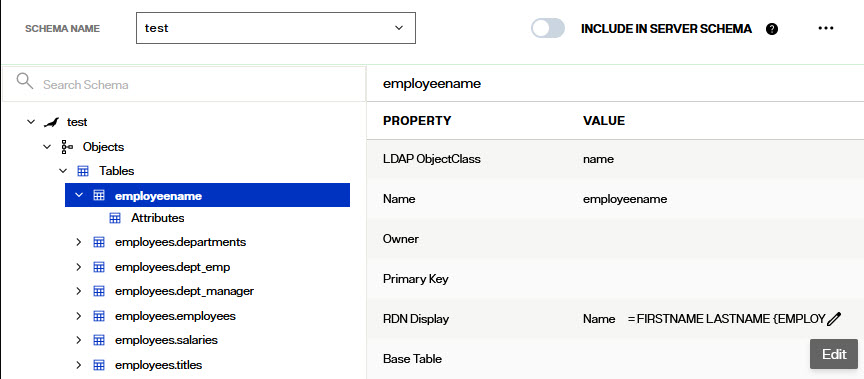 SCHEMA NAME
test
INCLUDE IN SERVER SCHEMA ?
Search Schema
test
Objects
Tables
employeename
Attributes
employees.departments
employees.dept_emp
employees.dept_manager
employees.employees
employees.salaries
employees.titles
employeename
PROPERTY VALUE
LDAP ObjectClass name
Name employeename
Owner
Primary Key
RDN Display Name =FIRSTNAME LASTNAME {EMPLOY
Base Table
Edit